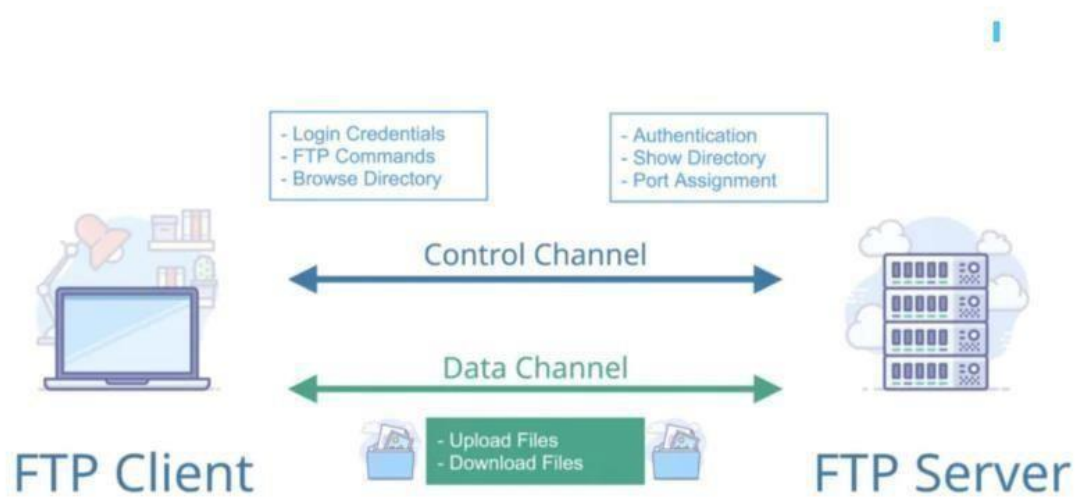 - Login Credentials
- FTP Commands
- Browse Directory
- Authentication
- Show Directory
- Port Assignment
Control Channel
Data Channel
- Upload Files
- Download Files
FTP Client
FTP Server